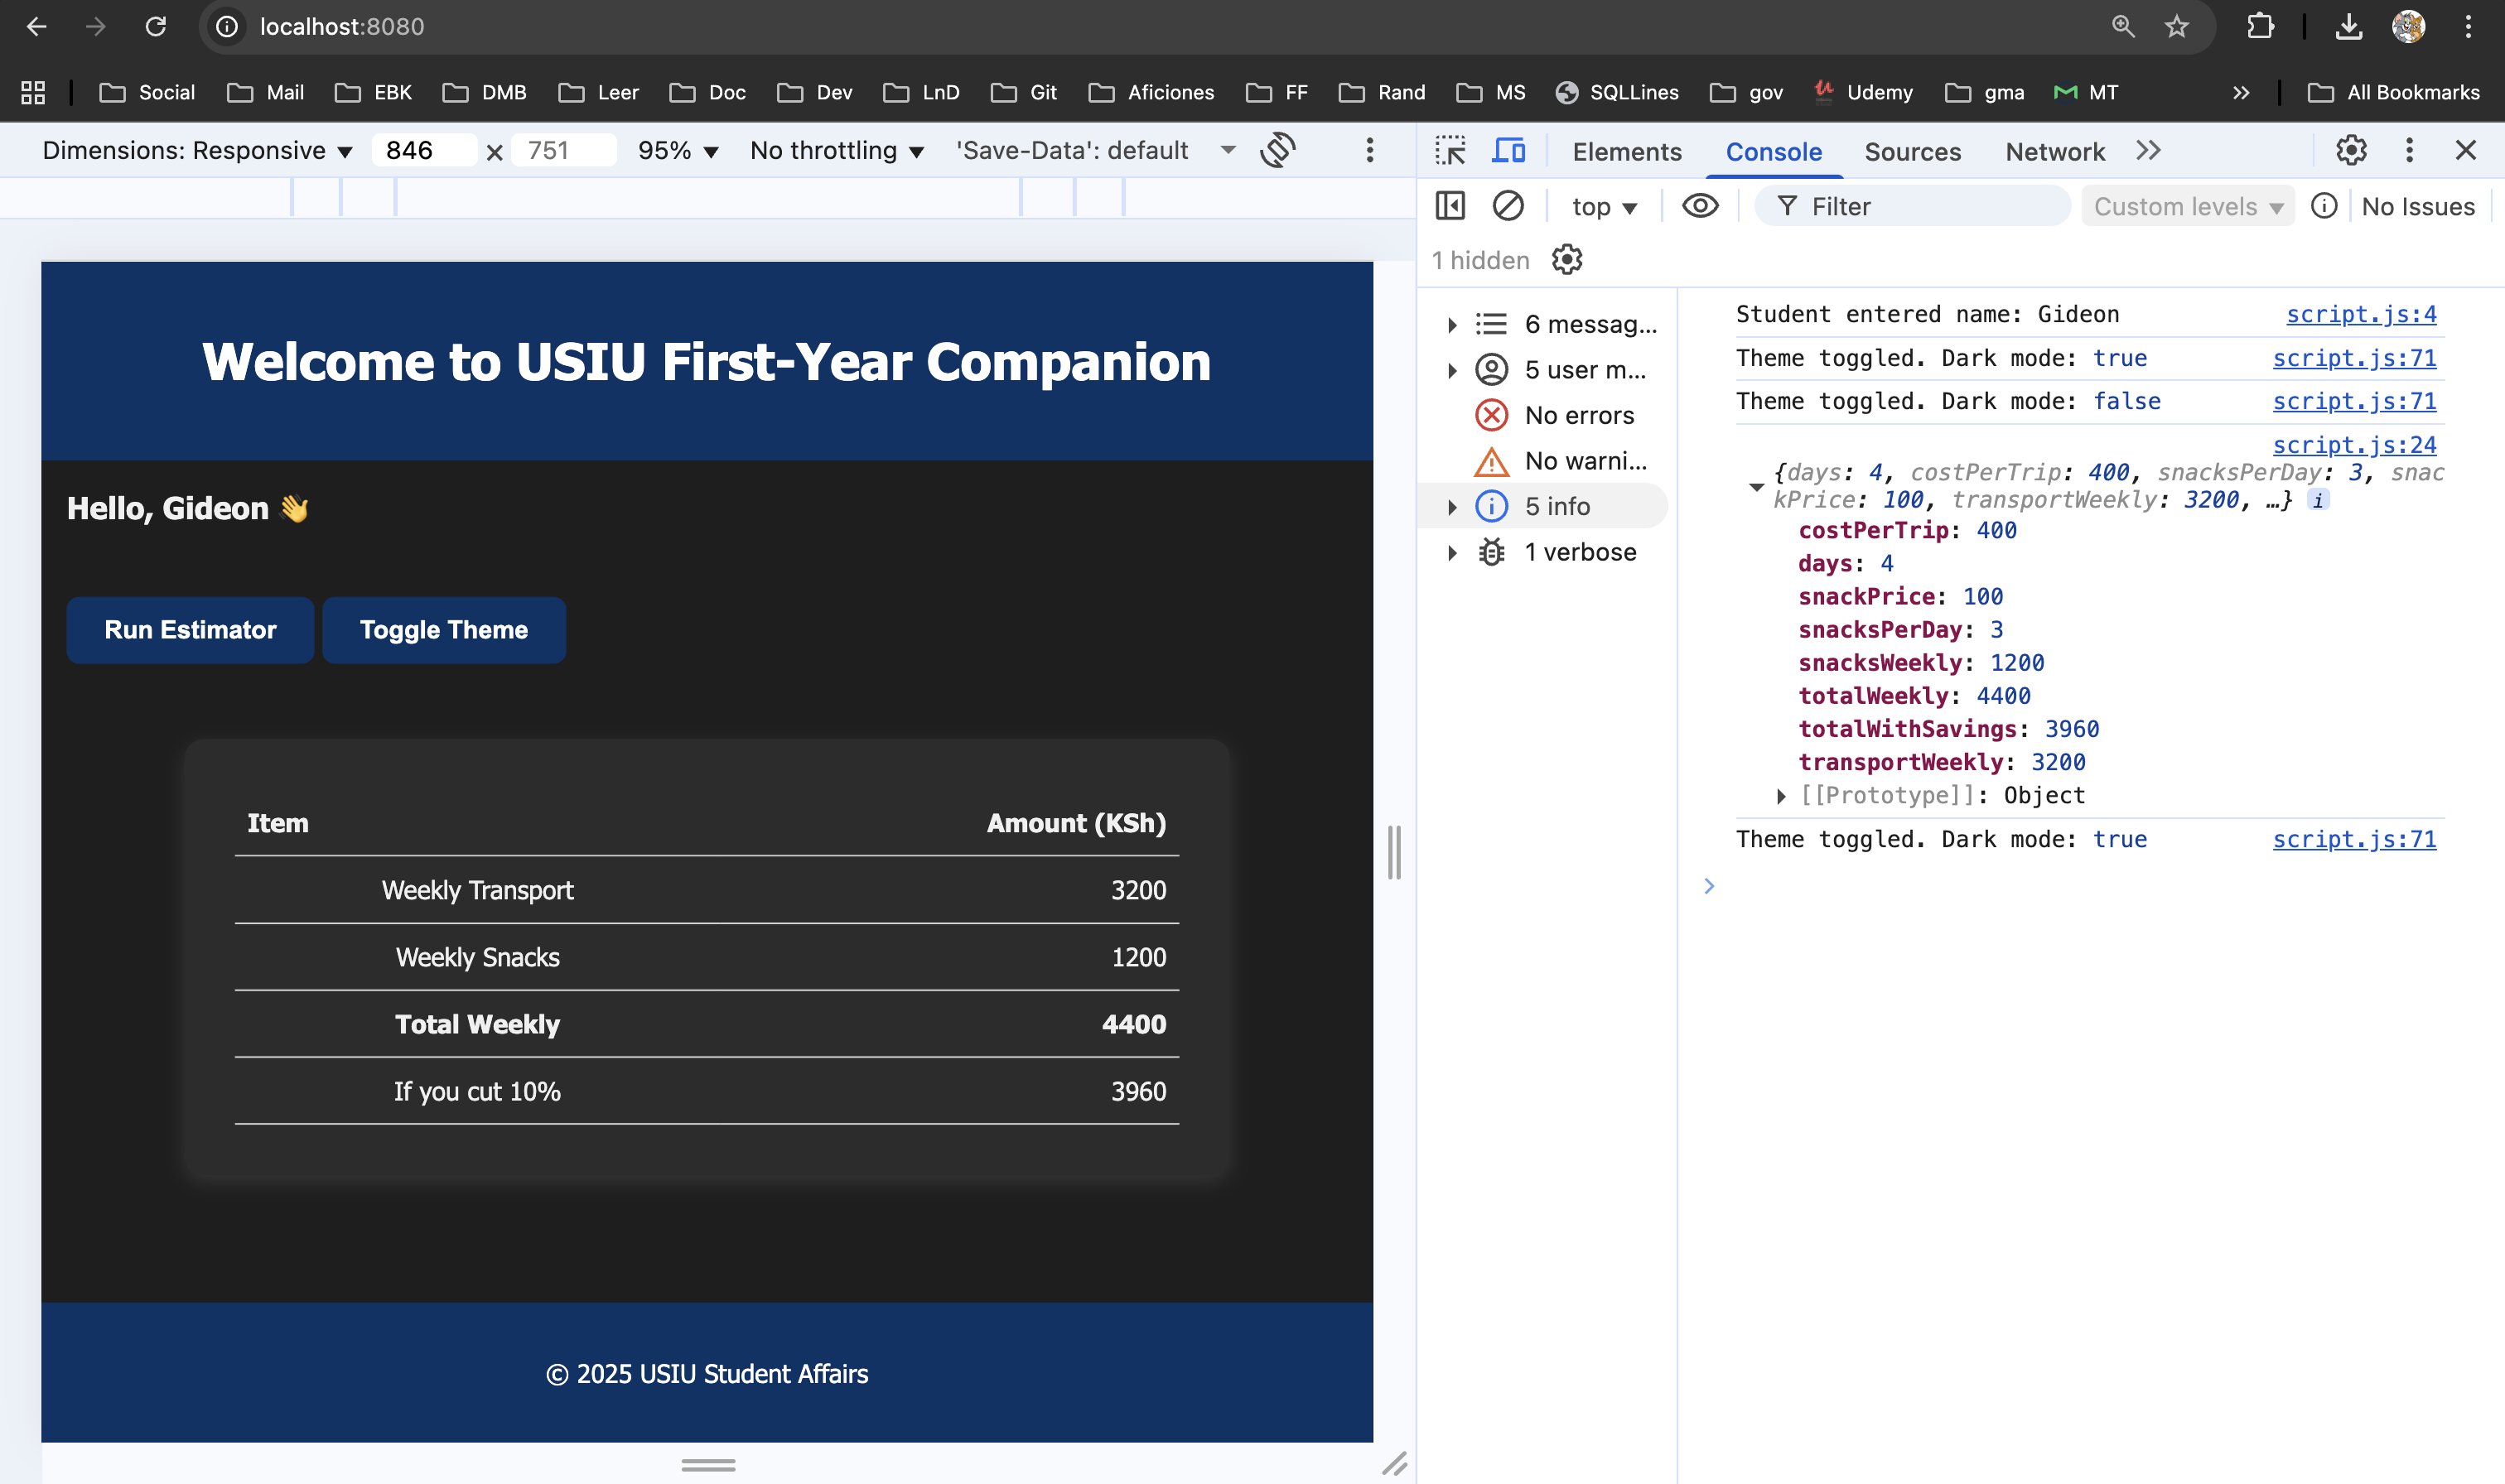 localhost:8080
Social Mail EBK DMB Leer Doc Dev LnD Git Aficiones FF Rand MS SQLLines gov Udemy gma MT » All Bookmarks
Dimensions: Responsive ▼ 846 × 751 95% ▼ No throttling ▼ 'Save-Data': default ▼
Elements Console Sources Network »
top ▼ Filter Custom levels ▼ No Issues
1 hidden
Welcome to USIU First-Year Companion
Hello, Gideon 👋
Run Estimator Toggle Theme
Item Amount (KSh)
Weekly Transport 3200
Weekly Snacks 1200
Total Weekly 4400
If you cut 10% 3960
© 2025 USIU Student Affairs
6 messag...
5 user m...
No errors
No warni...
5 info
1 verbose
Student entered name: Gideon script.js:4
Theme toggled. Dark mode: true script.js:71
Theme toggled. Dark mode: false script.js:71
script.js:24
{days: 4, costPerTrip: 400, snacksPerDay: 3, snac
kPrice: 100, transportWeekly: 3200, …} i
costPerTrip: 400
days: 4
snackPrice: 100
snacksPerDay: 3
snacksWeekly: 1200
totalWeekly: 4400
totalWithSavings: 3960
transportWeekly: 3200
[[Prototype]]: Object
Theme toggled. Dark mode: true script.js:71